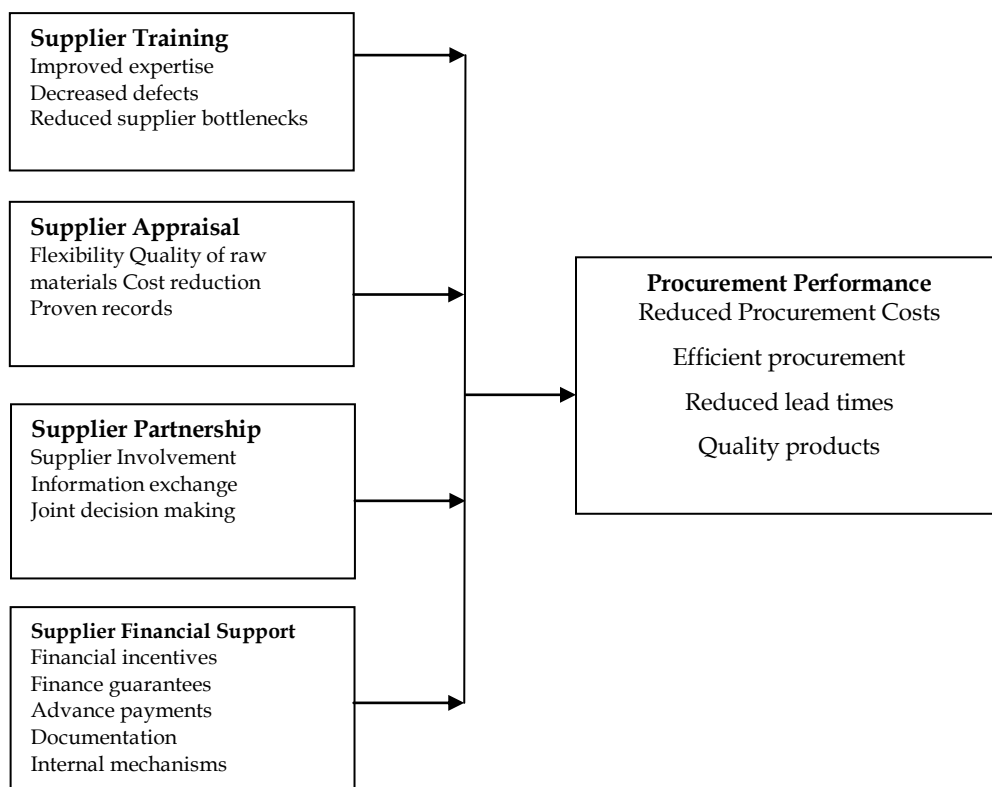 Supplier Training
Improved expertise
Decreased defects
Reduced supplier bottlenecks
Supplier Appraisal
Flexibility Quality of raw
materials Cost reduction
Proven records
Supplier Partnership
Supplier Involvement
Information exchange
Joint decision making
Supplier Financial Support
Financial incentives
Finance guarantees
Advance payments
Documentation
Internal mechanisms
Procurement Performance
Reduced Procurement Costs
Efficient procurement
Reduced lead times
Quality products